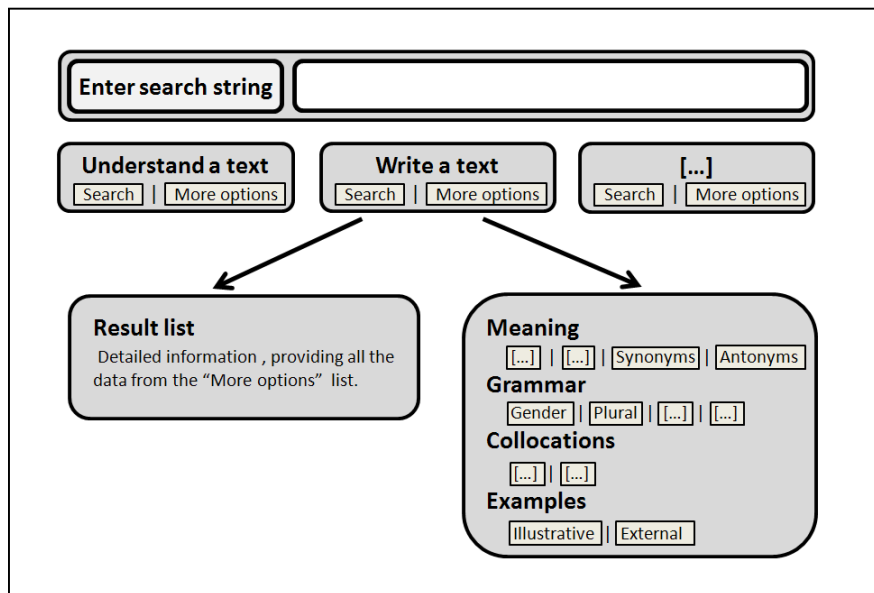 Enter search string
Understand a text
Search | More options
Write a text
Search | More options
[...]
Search | More options
Result list
Detailed information , providing all the
data from the “More options” list.
Meaning
[...] | [...] | Synonyms | Antonyms
Grammar
Gender | Plural | [...] | [...]
Collocations
[...] | [...]
Examples
Illustrative | External